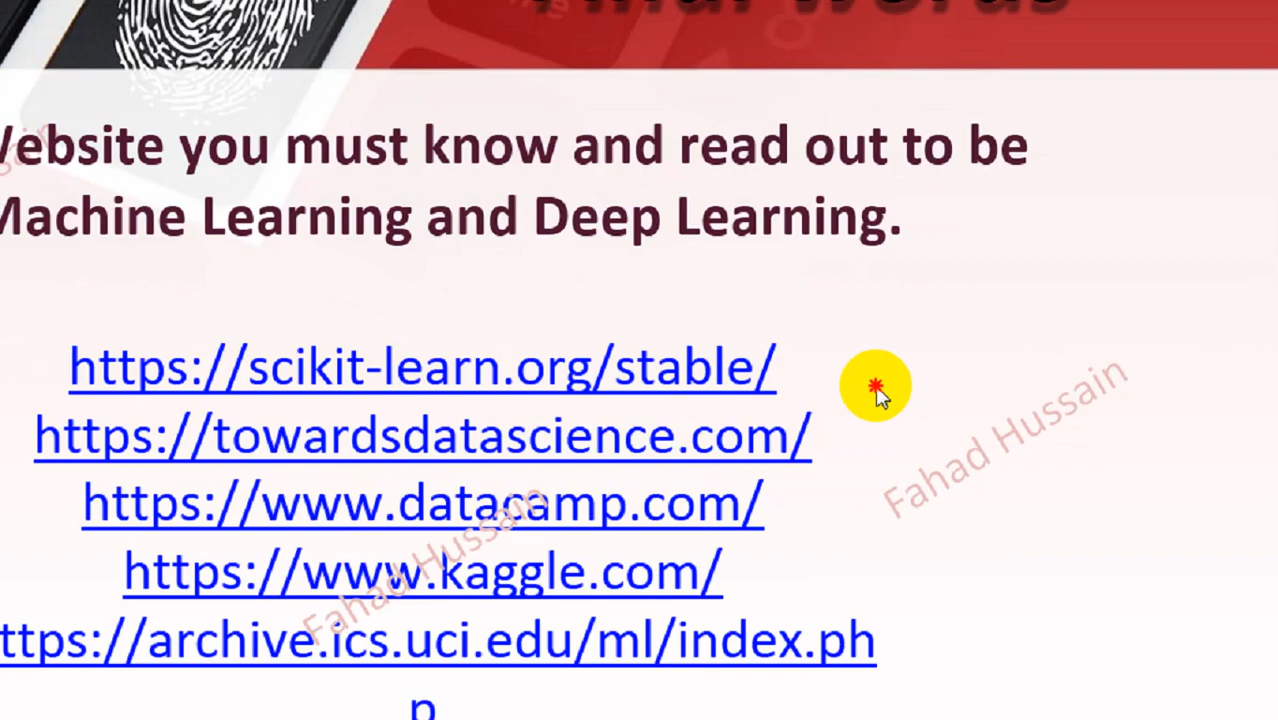 Words
Website you must know and read out to be
Machine Learning and Deep Learning.
https://scikit-learn.org/stable/
Fahad Hussain
https://towardsdatascience.com/
https://www.datacamp.com/
https://www.kaggle.com/
Fahad Hussain
ttps://archive.ics.uci.edu/ml/index.ph
p